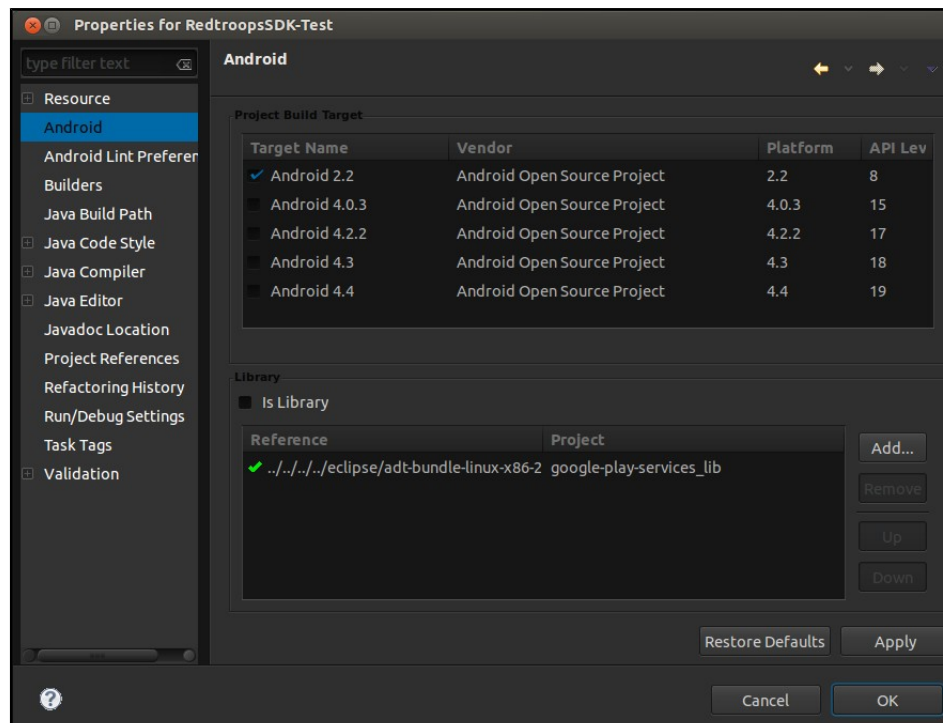 Properties for RedtroopsSDK-Test
type filter text
Resource
Android
Android Lint Preferen
Builders
Java Build Path
Java Code Style
Java Compiler
Java Editor
Javadoc Location
Project References
Refactoring History
Run/Debug Settings
Task Tags
Validation
Android
Project Build Target
Target Name Vendor Platform API Lev
Android 2.2 Android Open Source Project 2.2 8
Android 4.0.3 Android Open Source Project 4.0.3 15
Android 4.2.2 Android Open Source Project 4.2.2 17
Android 4.3 Android Open Source Project 4.3 18
Android 4.4 Android Open Source Project 4.4 19
Library
Is Library
Reference Project
../../../../eclipse/adt-bundle-linux-x86-2 google-play-services_lib
Add...
Remove
Up
Down
Restore Defaults Apply
Cancel OK